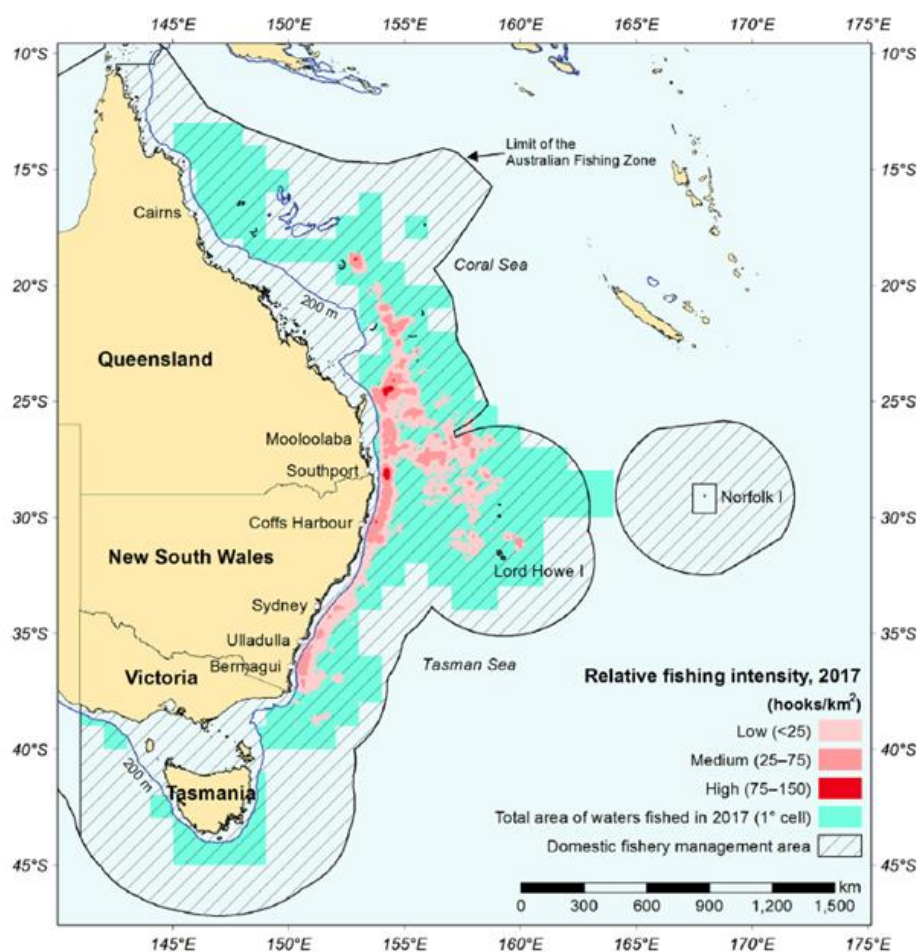 145°E 150°E 155°E 160°E 165°E 170°E 175°E
10°S 10°S
Limit of the
Australian Fishing Zone
15°S 15°S
Cairns
Coral Sea
20°S 20°S
200 m
Queensland
25°S 25°S
Mooloolaba
Southport
Norfolk I
30°S 30°S
Coffs Harbour
New South Wales
Lord Howe I
Sydney
35°S 35°S
Ulladulla
Bermagui
Tasman Sea
Victoria
Relative fishing intensity, 2017
(hooks/km²)
Low (<25)
Medium (25–75)
High (75–150)
40°S 40°S
200 m
Tasmania
Total area of waters fished in 2017 (1° cell)
Domestic fishery management area
45°S 45°S
km
0 300 600 900 1,200 1,500
145°E 150°E 155°E 160°E 165°E 170°E 175°E